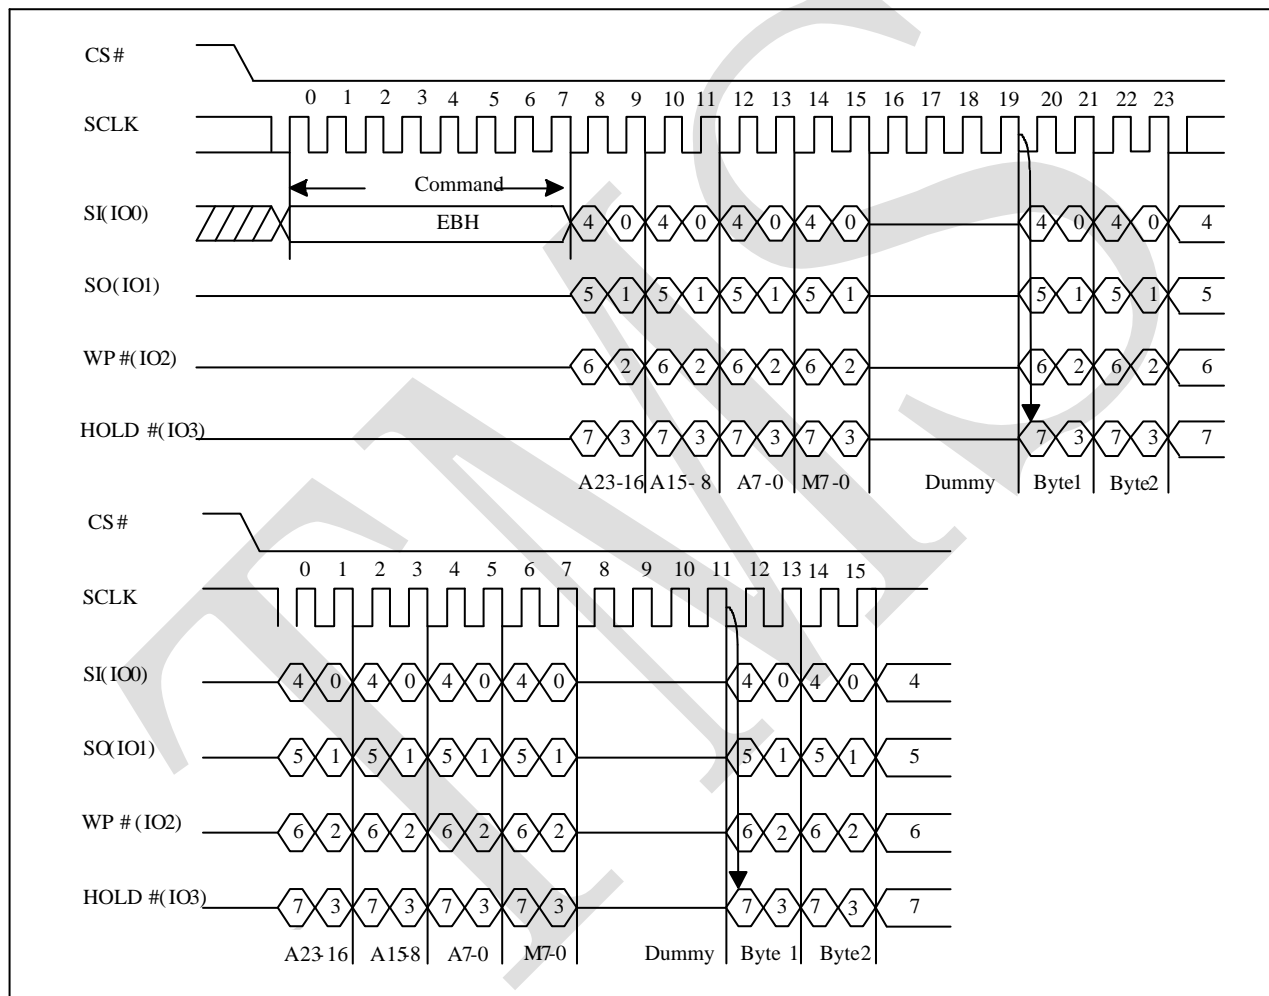 CS#
0 1 2 3 4 5 6 7 8 9 10 11 12 13 14 15 16 17 18 19 20 21 22 23
SCLK
Command
SI(IO0) EBH 4 0 4 0 4 0 4 0 4 0 4 0 4
SO(IO1) 5 1 5 1 5 1 5 1 5 1 5 1 5
WP#(IO2) 6 2 6 2 6 2 6 2 6 2 6 2 6
HOLD#(IO3) 7 3 7 3 7 3 7 3 7 3 7 3 7
A23-16 A15-8 A7-0 M7-0 Dummy Byte1 Byte2
CS#
0 1 2 3 4 5 6 7 8 9 10 11 12 13 14 15
SCLK
SI(IO0) 4 0 4 0 4 0 4 0 4 0 4 0 4
SO(IO1) 5 1 5 1 5 1 5 1 5 1 5 1 5
WP#(IO2) 6 2 6 2 6 2 6 2 6 2 6 2 6
HOLD#(IO3) 7 3 7 3 7 3 7 3 7 3 7 3 7
A23-16 A15-8 A7-0 M7-0 Dummy Byte 1 Byte2
TMS